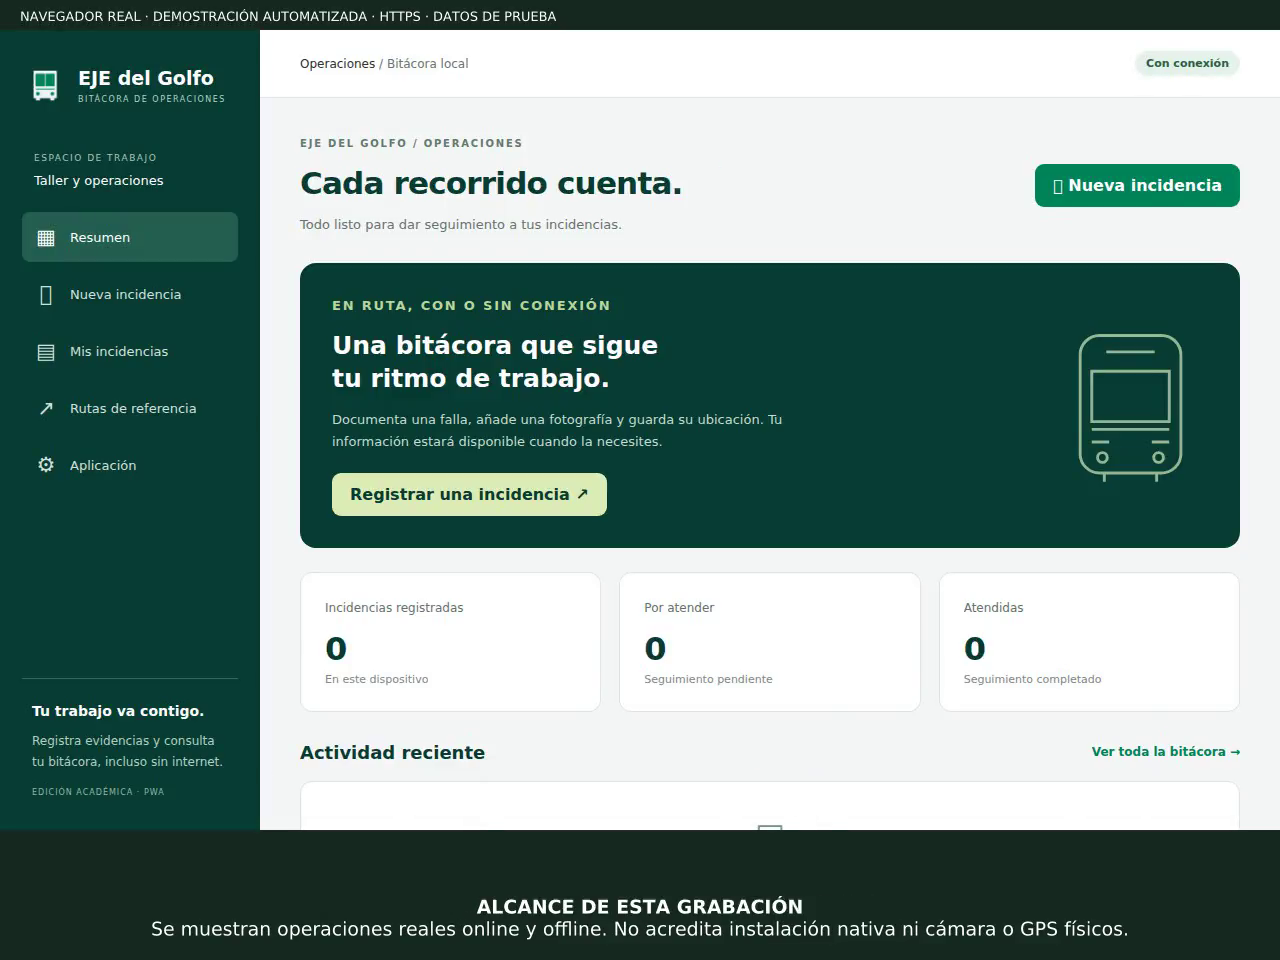 NAVEGADOR REAL · DEMOSTRACIÓN AUTOMATIZADA · HTTPS · DATOS DE PRUEBA
EJE del Golfo
BITÁCORA DE OPERACIONES
ESPACIO DE TRABAJO
Taller y operaciones
Resumen
Nueva incidencia
Mis incidencias
Rutas de referencia
Aplicación
Tu trabajo va contigo.
Registra evidencias y consulta
tu bitácora, incluso sin internet.
EDICIÓN ACADÉMICA · PWA
Operaciones / Bitácora local
Con conexión
EJE DEL GOLFO / OPERACIONES
Cada recorrido cuenta.
Nueva incidencia
Todo listo para dar seguimiento a tus incidencias.
EN RUTA, CON O SIN CONEXIÓN
Una bitácora que sigue
tu ritmo de trabajo.
Documenta una falla, añade una fotografía y guarda su ubicación. Tu
información estará disponible cuando la necesites.
Registrar una incidencia ↗
Incidencias registradas
0
En este dispositivo
Por atender
0
Seguimiento pendiente
Atendidas
0
Seguimiento completado
Actividad reciente
Ver toda la bitácora →
ALCANCE DE ESTA GRABACIÓN
Se muestran operaciones reales online y offline. No acredita instalación nativa ni cámara o GPS físicos.